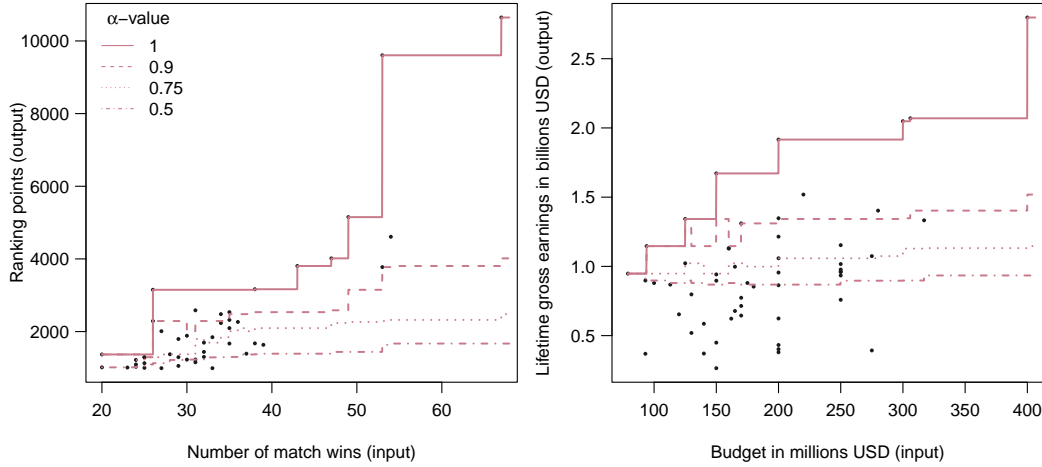 α−value
1
0.9
0.75
0.5
Ranking points (output)
10000
8000
6000
4000
2000
20 30 40 50 60
Number of match wins (input)
Lifetime gross earnings in billions USD (output)
2.5
2.0
1.5
1.0
0.5
100 150 200 250 300 350 400
Budget in millions USD (input)